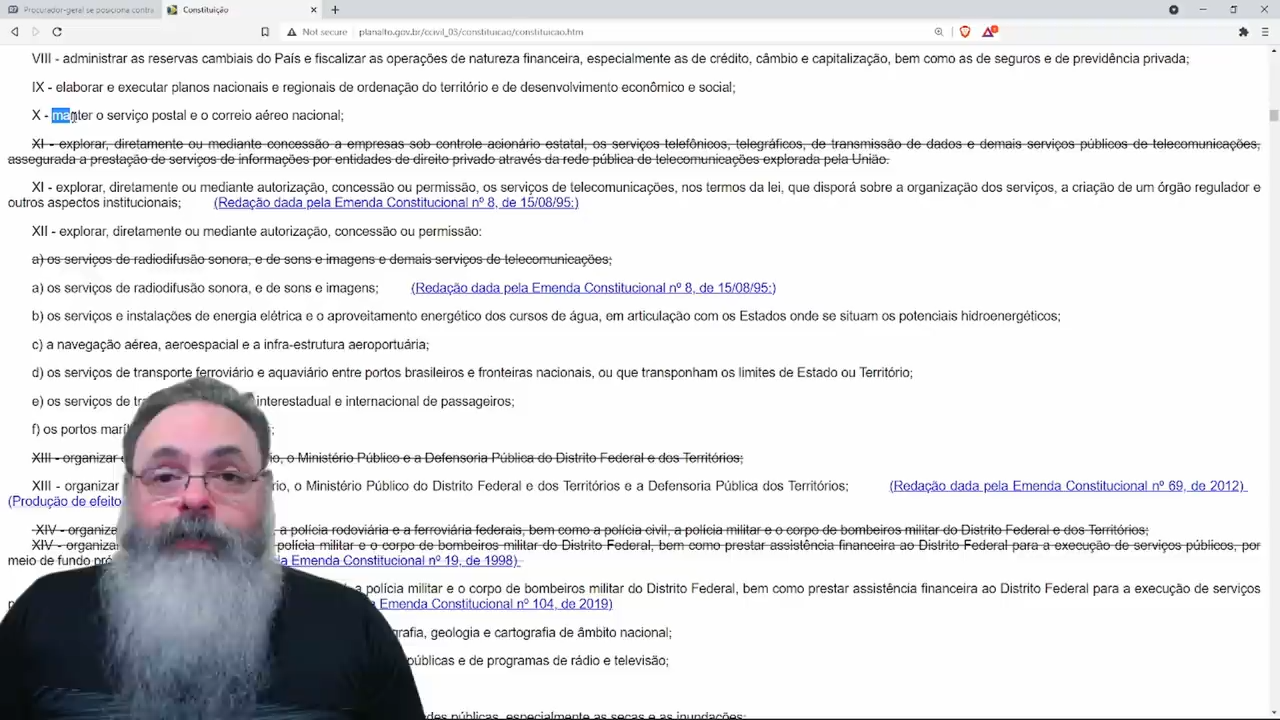 Procurador-geral se posiciona contra
Constituição
Not secure planalto.gov.br/ccivil_03/constituicao/constituicao.htm
VIII - administrar as reservas cambiais do País e fiscalizar as operações de natureza financeira, especialmente as de crédito, câmbio e capitalização, bem como as de seguros e de previdência privada;
IX - elaborar e executar planos nacionais e regionais de ordenação do território e de desenvolvimento econômico e social;
X - manter o serviço postal e o correio aéreo nacional;
XI - explorar, diretamente ou mediante concessão a empresas sob controle acionário estatal, os serviços telefônicos, telegráficos, de transmissão de dados e demais serviços públicos de telecomunicações,
assegurada a prestação de serviços de informações por entidades de direito privado através da rede pública de telecomunicações explorada pela União.
XI - explorar, diretamente ou mediante autorização, concessão ou permissão, os serviços de telecomunicações, nos termos da lei, que disporá sobre a organização dos serviços, a criação de um órgão regulador e
outros aspectos institucionais; (Redação dada pela Emenda Constitucional nº 8, de 15/08/95:)
XII - explorar, diretamente ou mediante autorização, concessão ou permissão:
a) os serviços de radiodifusão sonora, e de sons e imagens e demais serviços de telecomunicações;
a) os serviços de radiodifusão sonora, e de sons e imagens; (Redação dada pela Emenda Constitucional nº 8, de 15/08/95:)
b) os serviços e instalações de energia elétrica e o aproveitamento energético dos cursos de água, em articulação com os Estados onde se situam os potenciais hidroenergéticos;
c) a navegação aérea, aeroespacial e a infra-estrutura aeroportuária;
d) os serviços de transporte ferroviário e aquaviário entre portos brasileiros e fronteiras nacionais, ou que transponham os limites de Estado ou Território;
e) os serviços de interestadual e internacional de passageiros;
f) os portos
XIII - organizar o Ministério Público e a Defensoria Pública do Distrito Federal e dos Territórios;
XIII - organizar o Ministério Público do Distrito Federal e dos Territórios e a Defensoria Pública dos Territórios; (Redação dada pela Emenda Constitucional nº 69, de 2012)
(Produção de efeito
XIV - a polícia rodoviária e a ferroviária federais, bem como a polícia civil, a polícia militar e o corpo de bombeiros militar do Distrito Federal e dos Territórios;
XIV - polícia militar e o corpo de bombeiros militar do Distrito Federal, bem como prestar assistência financeira ao Distrito Federal para a execução de serviços públicos, por
meio de fundo Emenda Constitucional nº 19, de 1998)
a polícia militar e o corpo de bombeiros militar do Distrito Federal, bem como prestar assistência financeira ao Distrito Federal para a execução de serviços
Emenda Constitucional nº 104, de 2019)
geologia e cartografia de âmbito nacional;
públicas e de programas de rádio e televisão;
públicas, especialmente as secas e as inundações;